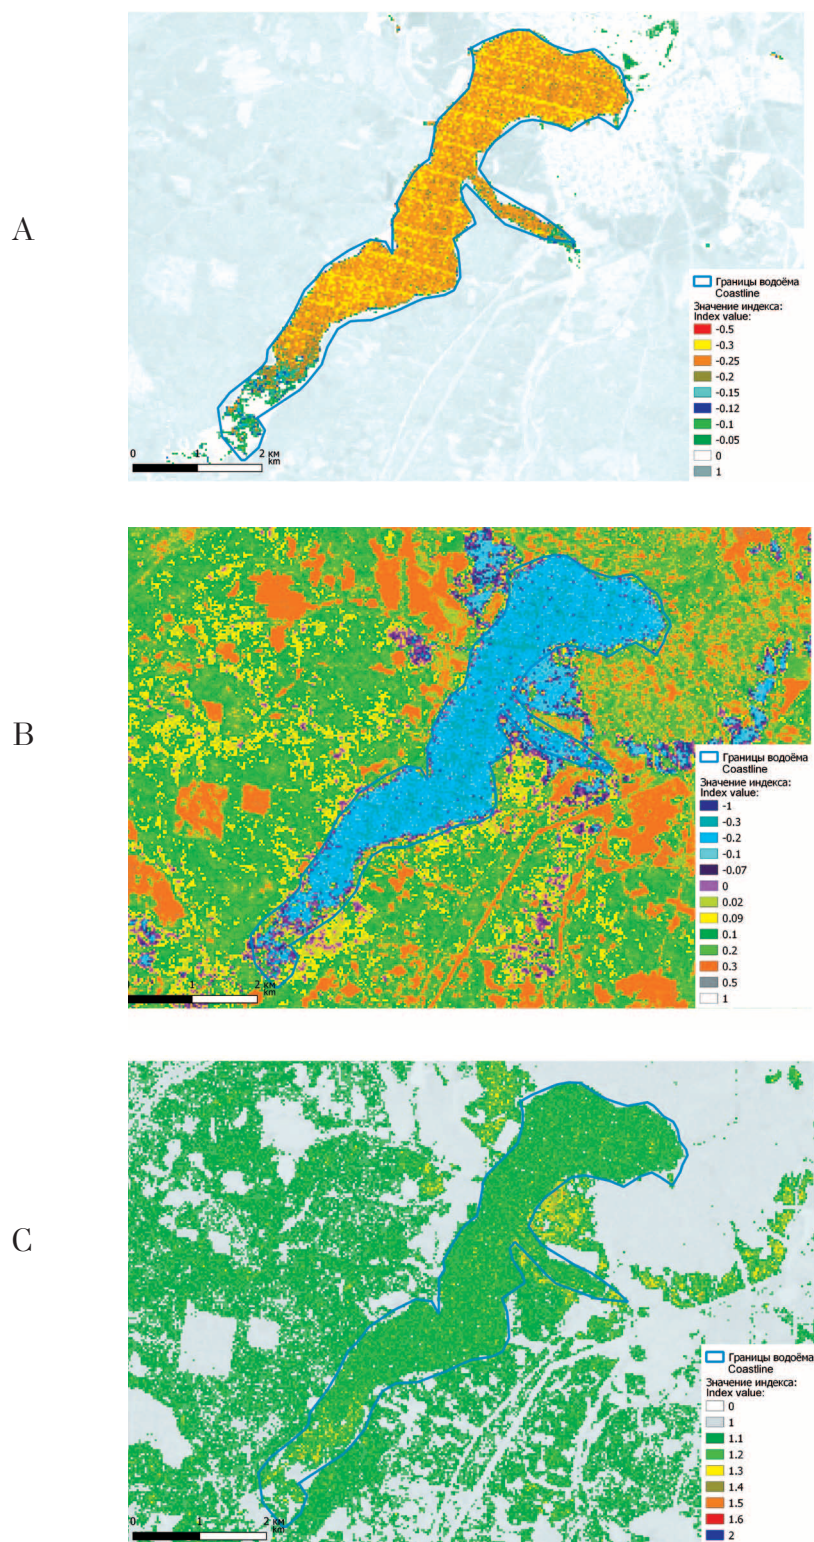 A
Границы водоёма
Coastline
Значение индекса:
Index value:
-0.5
-0.3
-0.25
-0.2
-0.15
-0.12
-0.1
-0.05
0
1
0 1 2 км
km
B
Границы водоёма
Coastline
Значение индекса:
Index value:
-1
-0.3
-0.2
-0.1
-0.07
0
0.02
0.09
0.1
0.2
0.3
0.5
1
1 2 км
km
C
Границы водоёма
Coastline
Значение индекса:
Index value:
0
1
1.1
1.2
1.3
1.4
1.5
1.6
2
0 1 2 км
km